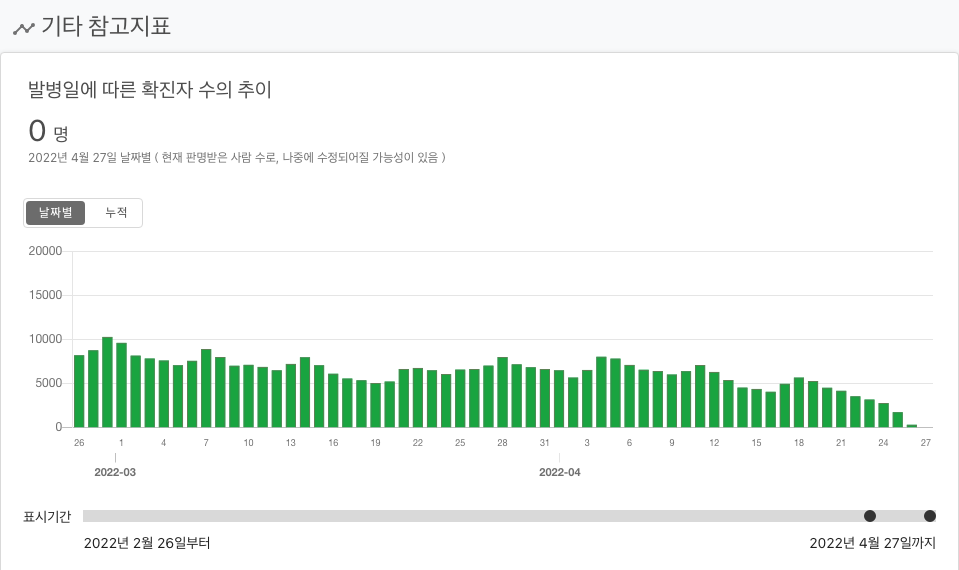 기타 참고지표
발병일에 따른 확진자 수의 추이
0 명
2022년 4월 27일 날짜별 ( 현재 판명받은 사람 수로, 나중에 수정되어질 가능성이 있음 )
날짜별 누적
20000
15000
10000
5000
0
26 1 4 7 10 13 16 19 22 25 28 31 3 6 9 12 15 18 21 24 27
2022-03 2022-04
표시기간
2022년 2월 26일부터 2022년 4월 27일까지